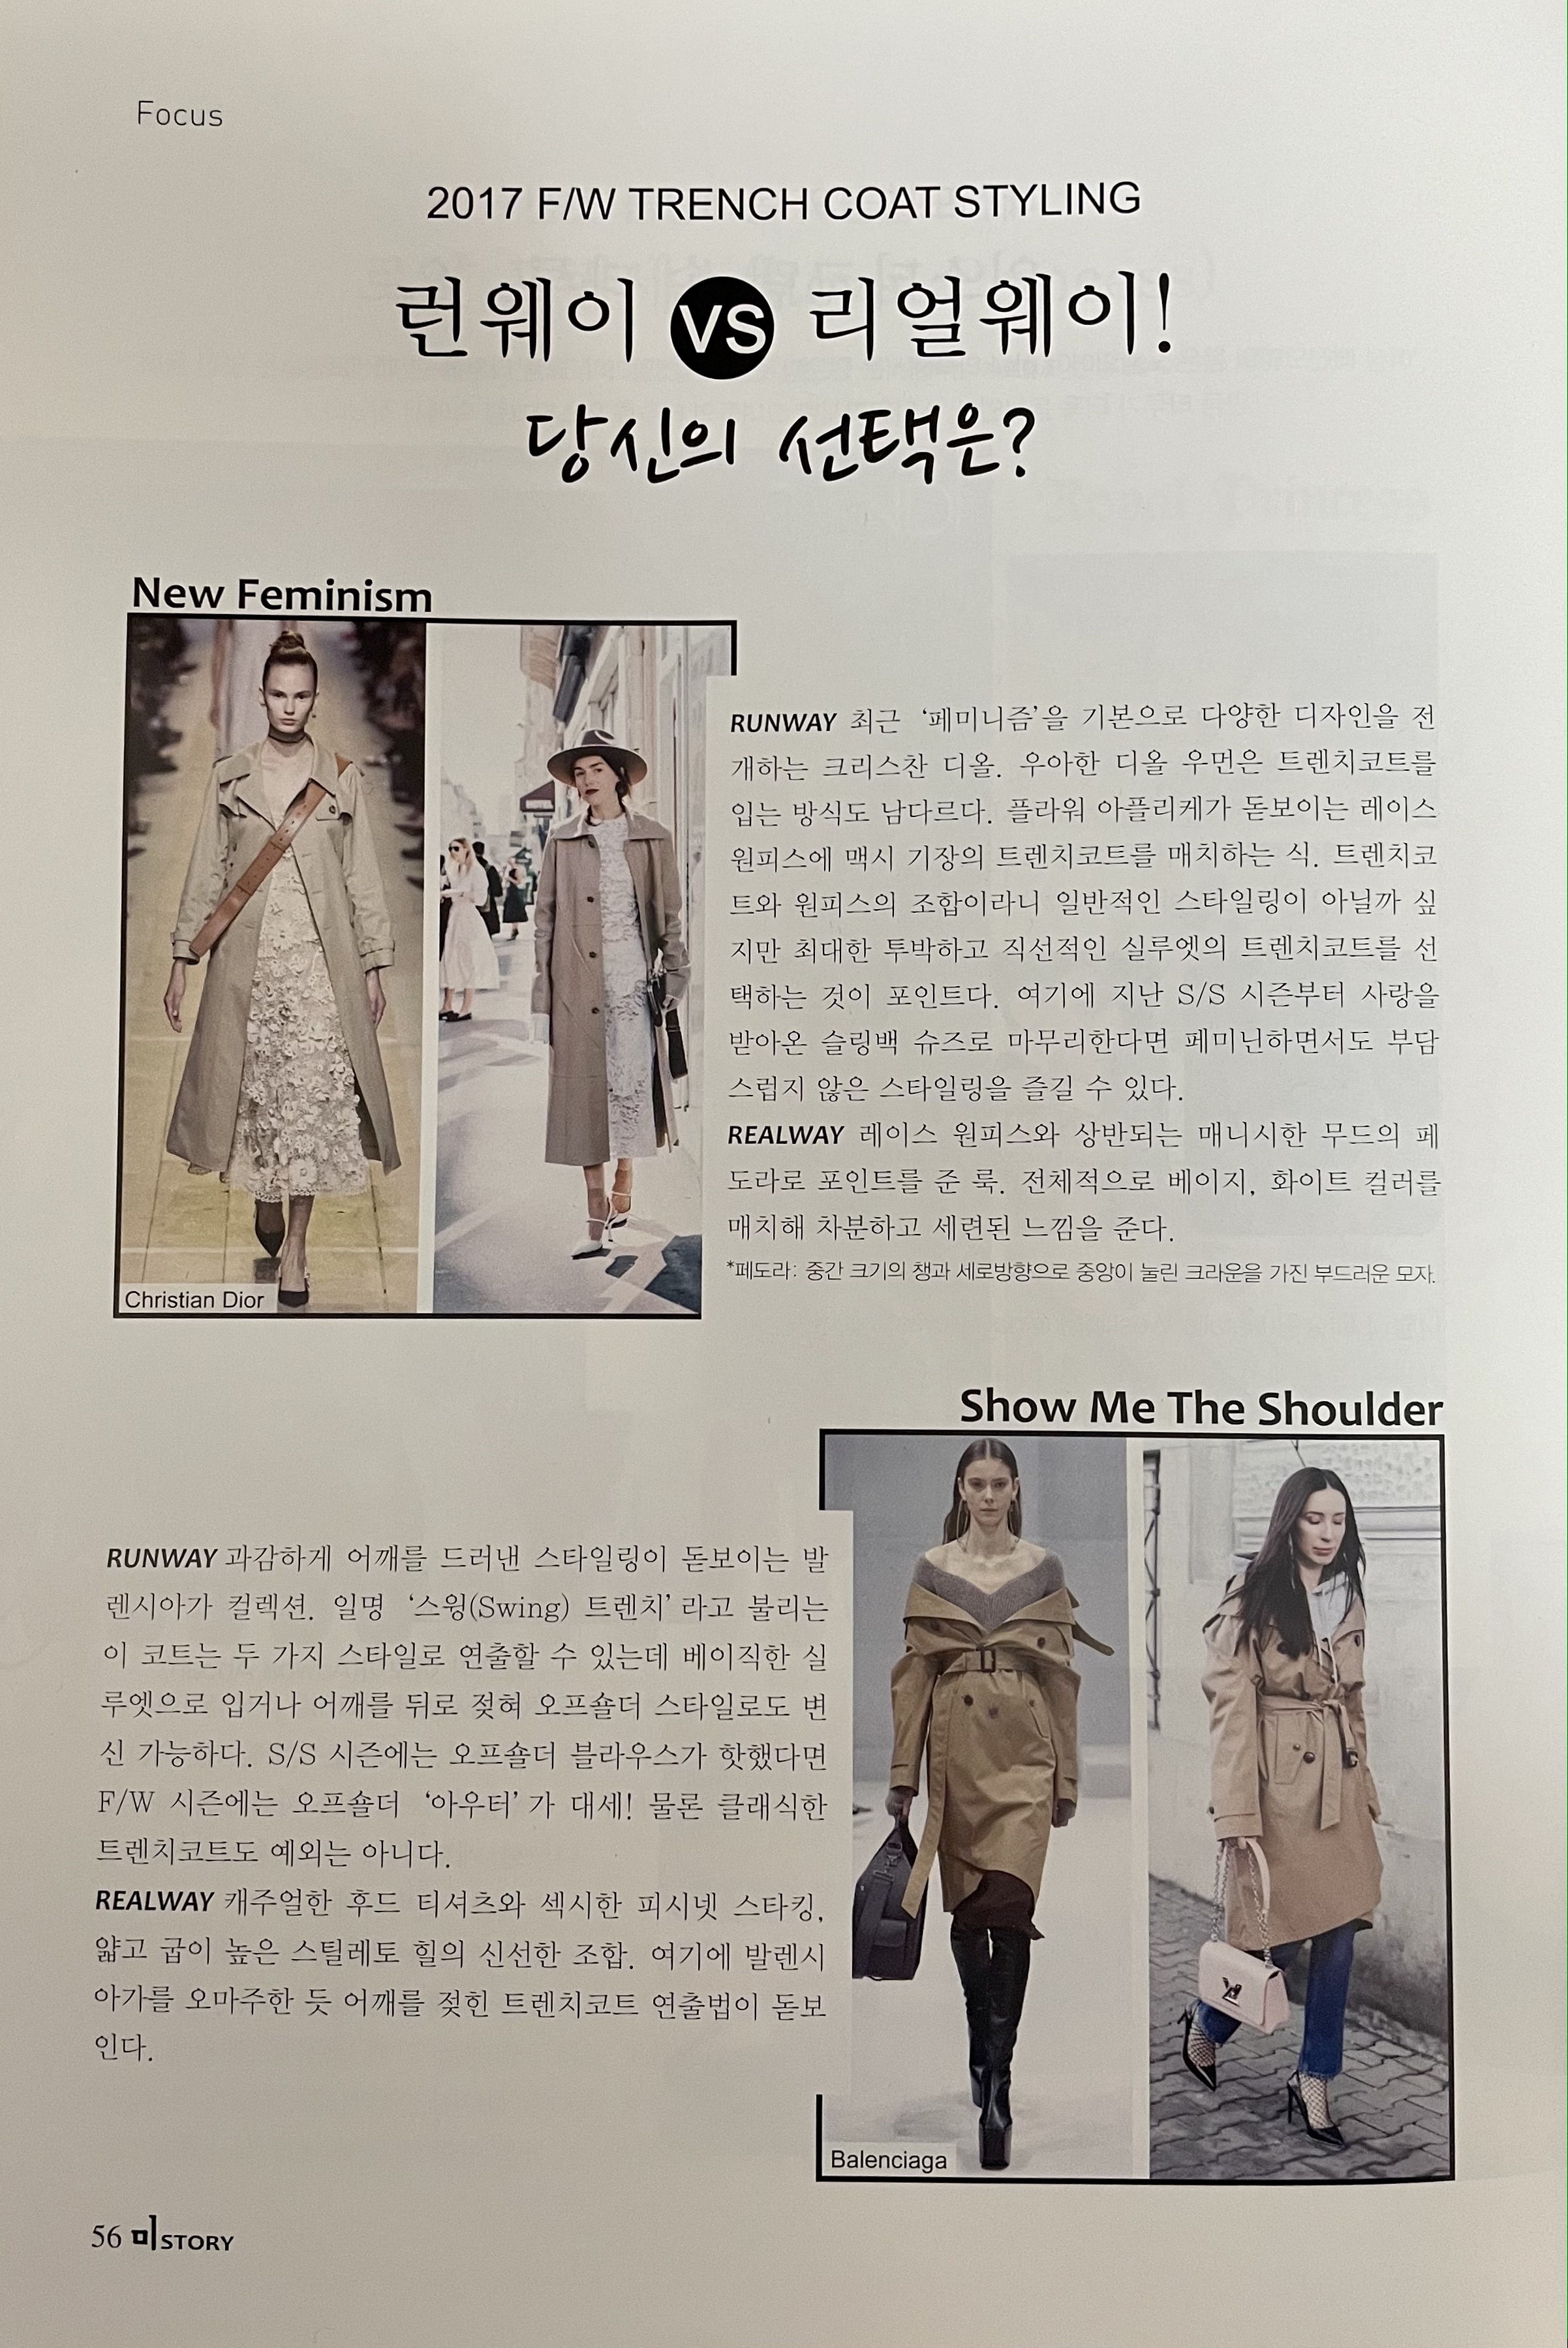 Focus
2017 F/W TRENCH COAT STYLING
런웨이 VS 리얼웨이!
당신의 선택은?
New Feminism
RUNWAY 최근 ‘페미니즘’을 기본으로 다양한 디자인을 전
개하는 크리스찬 디올. 우아한 디올 우먼은 트렌치코트를
입는 방식도 남다르다. 플라워 아플리케가 돋보이는 레이스
원피스에 맥시 기장의 트렌치코트를 매치하는 식. 트렌치코
트와 원피스의 조합이라니 일반적인 스타일링이 아닐까 싶
지만 최대한 투박하고 직선적인 실루엣의 트렌치코트를 선
택하는 것이 포인트다. 여기에 지난 S/S 시즌부터 사랑을
받아온 슬링백 슈즈로 마무리한다면 페미닌하면서도 부담
스럽지 않은 스타일링을 즐길 수 있다.
REALWAY 레이스 원피스와 상반되는 매니시한 무드의 페
도라로 포인트를 준 룩. 전체적으로 베이지, 화이트 컬러를
매치해 차분하고 세련된 느낌을 준다.
*페도라: 중간 크기의 챙과 세로방향으로 중앙이 눌린 크라운을 가진 부드러운 모자.
Christian Dior
Show Me The Shoulder
RUNWAY 과감하게 어깨를 드러낸 스타일링이 돋보이는 발
렌시아가 컬렉션. 일명 ‘스윙(Swing) 트렌치’ 라고 불리는
이 코트는 두 가지 스타일로 연출할 수 있는데 베이직한 실
루엣으로 입거나 어깨를 뒤로 젖혀 오프숄더 스타일로도 변
신 가능하다. S/S 시즌에는 오프숄더 블라우스가 핫했다면
F/W 시즌에는 오프숄더 ‘아우터’ 가 대세! 물론 클래식한
트렌치코트도 예외는 아니다.
REALWAY 캐주얼한 후드 티셔츠와 섹시한 피시넷 스타킹,
얇고 굽이 높은 스틸레토 힐의 신선한 조합. 여기에 발렌시
아가를 오마주한 듯 어깨를 젖힌 트렌치코트 연출법이 돋보
인다.
Balenciaga
56 미STORY